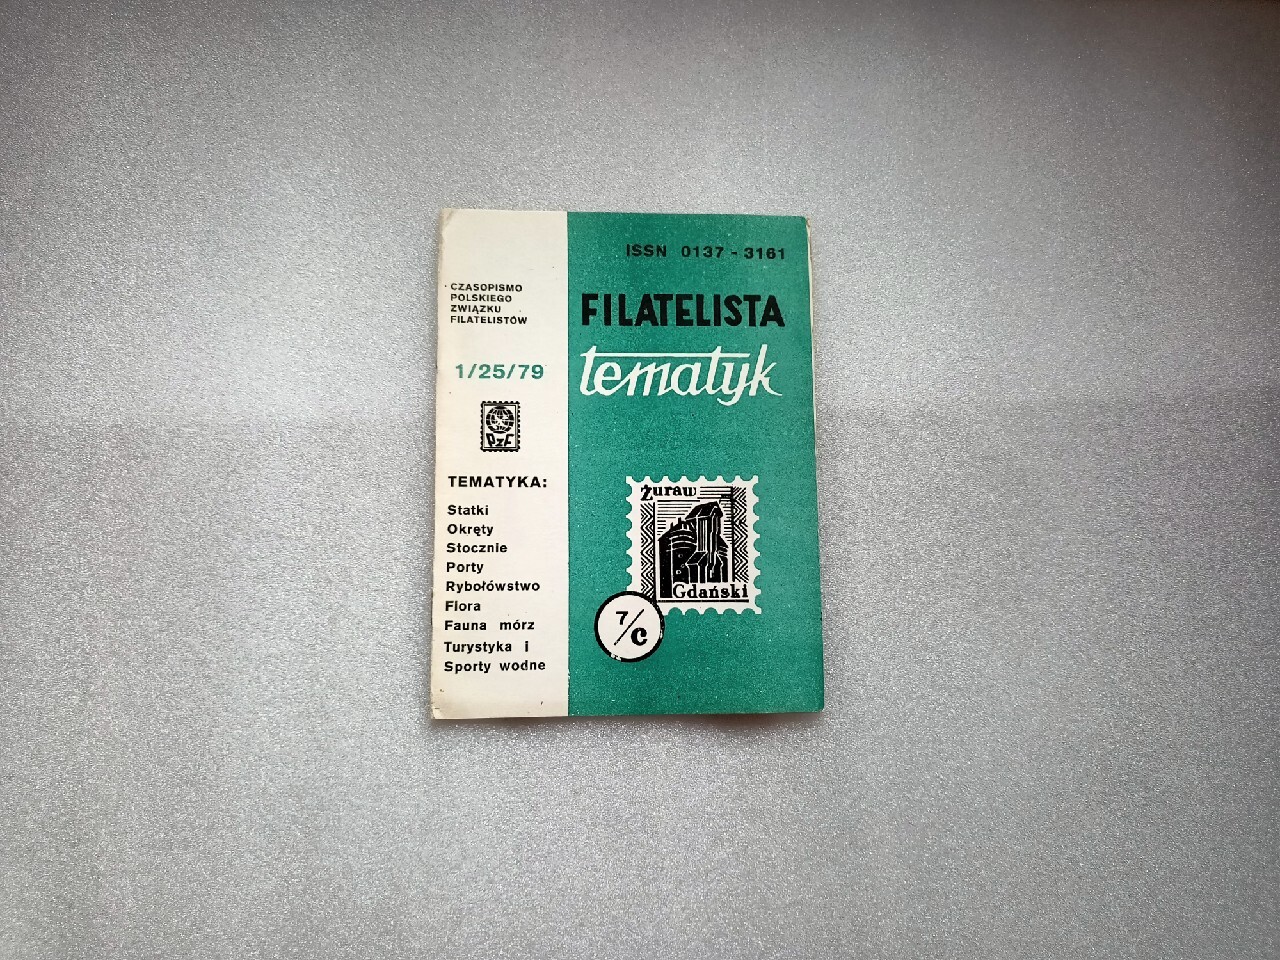 CZASOPISMO
POLSKIEGO
ZWIĄZKU
FILATELISTÓW
1/25/79
PzF
TEMATYKA:
Statki
Okręty
Stocznie
Porty
Rybołówstwo
Flora
Fauna mórz
Turystyka i
Sporty wodne
ISSN 0137 - 3161
FILATELISTA
tematyk
Żuraw
Gdański
7/c